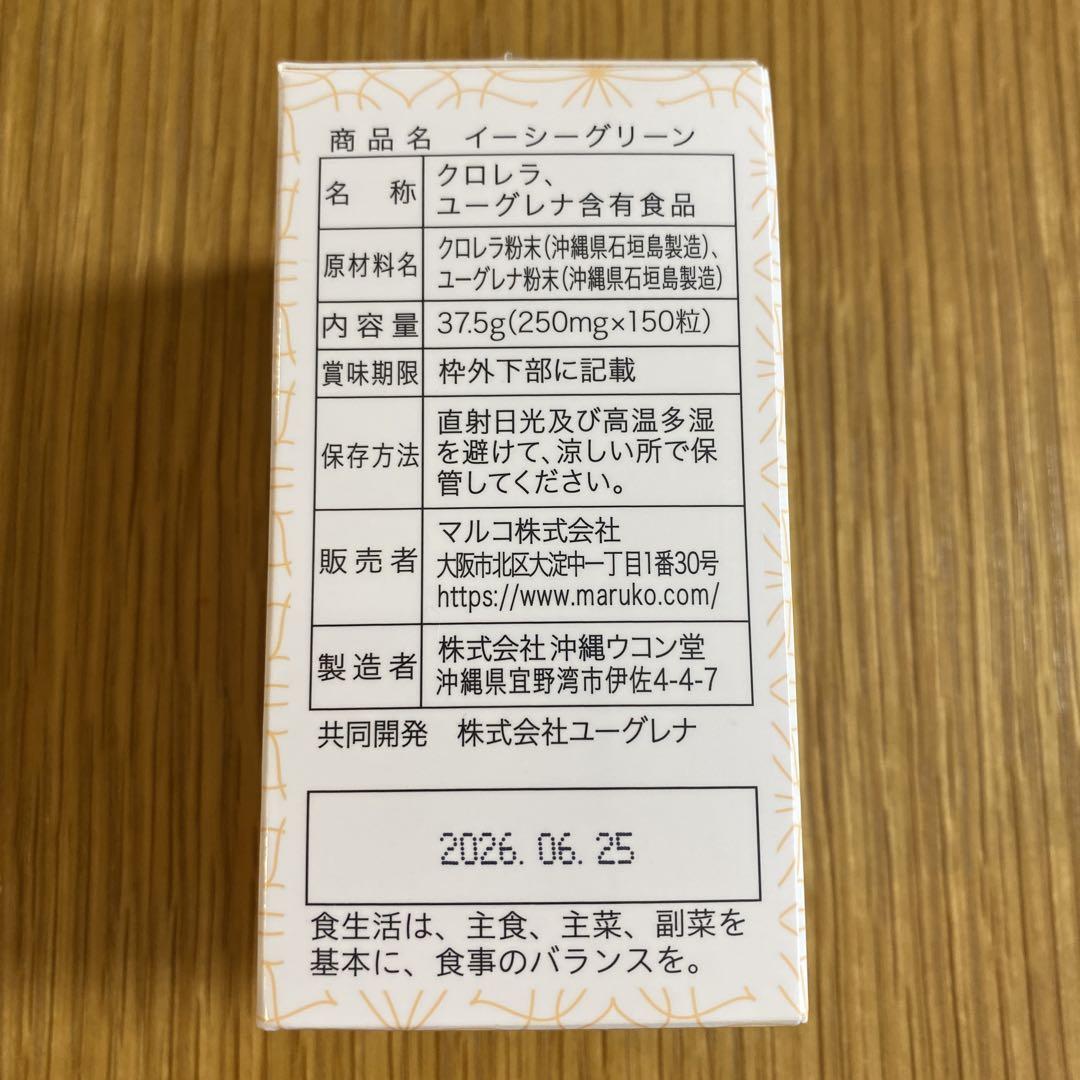 商品名 イーシーグリーン
名称 クロレラ、
ユーグレナ含有食品
原材料名 クロレラ粉末(沖縄県石垣島製造)、
ユーグレナ粉末(沖縄県石垣島製造)
内容量 37.5g(250mg×150粒)
賞味期限 枠外下部に記載
保存方法 直射日光及び高温多湿
を避けて、涼しい所で保
管してください。
販売者 マルコ株式会社
大阪市北区大淀中一丁目1番30号
https://www.maruko.com/
製造者 株式会社 沖縄ウコン堂
沖縄県宜野湾市伊佐4-4-7
共同開発 株式会社ユーグレナ
2026. 06. 25
食生活は、主食、主菜、副菜を
基本に、食事のバランスを。